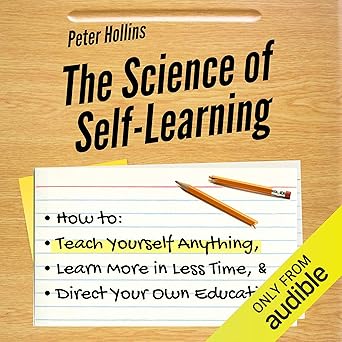 Peter Hollins
The Science of
Self-Learning
• How to:
• Teach Yourself Anything,
• Learn More in Less Time, &
• Direct Your Own Educati
ONLY FROM
audible